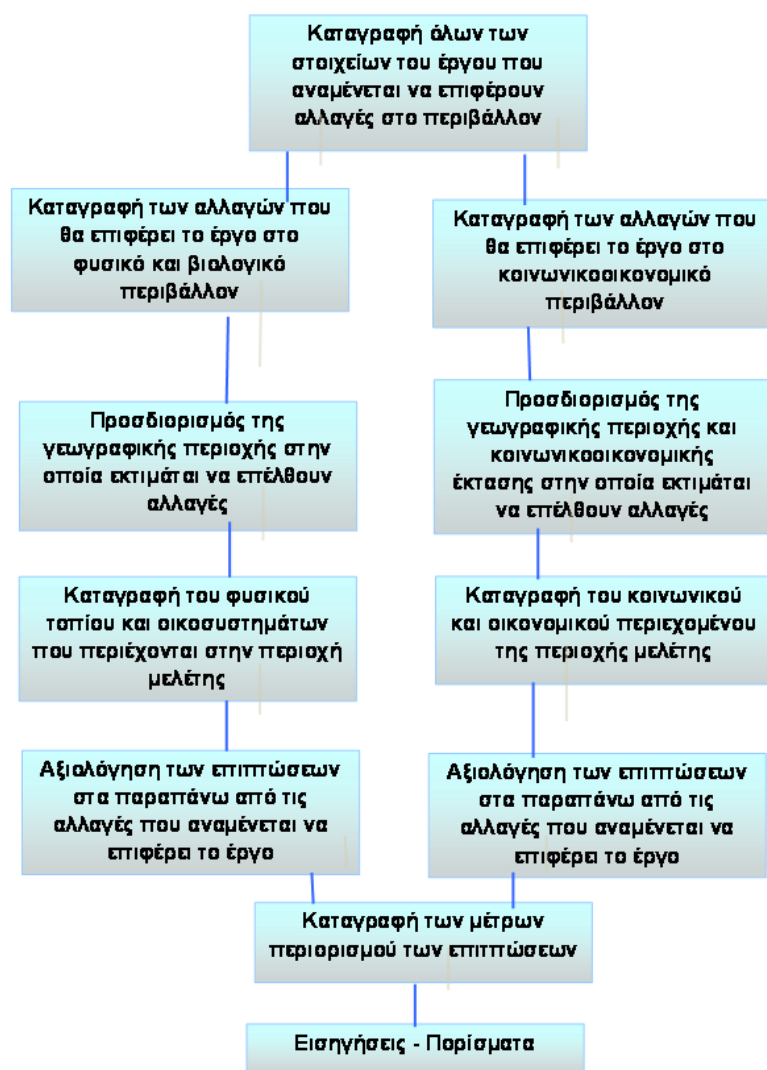 Καταγραφή όλων των
στοιχείων του έργου που
αναμένεται να επιφέρουν
αλλαγές στο περιβάλλον
Καταγραφή των αλλαγών που
θα επιφέρει το έργο στο
φυσικό και βιολογικό
περιβάλλον
Καταγραφή των αλλαγών που
θα επιφέρει το έργο στο
κοινωνικοοικονομικό
περιβάλλον
Προσδιορισμός της
γεωγραφικής περιοχής στην
οποία εκτιμάται να επέλθουν
αλλαγές
Προσδιορισμός της
γεωγραφικής περιοχής και
κοινωνικοοικονομικής
έκτασης στην οποία εκτιμάται
να επέλθουν αλλαγές
Καταγραφή του φυσικού
τοπίου και οικοσυστημάτων
που περιέχονται στην περιοχή
μελέτης
Καταγραφή του κοινωνικού
και οικονομικού περιεχομένου
της περιοχής μελέτης
Αξιολόγηση των επιπτώσεων
στα παραπάνω από τις
αλλαγές που αναμένεται να
επιφέρει το έργο
Αξιολόγηση των επιπτώσεων
στα παραπάνω από τις
αλλαγές που αναμένεται να
επιφέρει το έργο
Καταγραφή των μέτρων
περιορισμού των επιπτώσεων
Εισηγήσεις - Πορίσματα